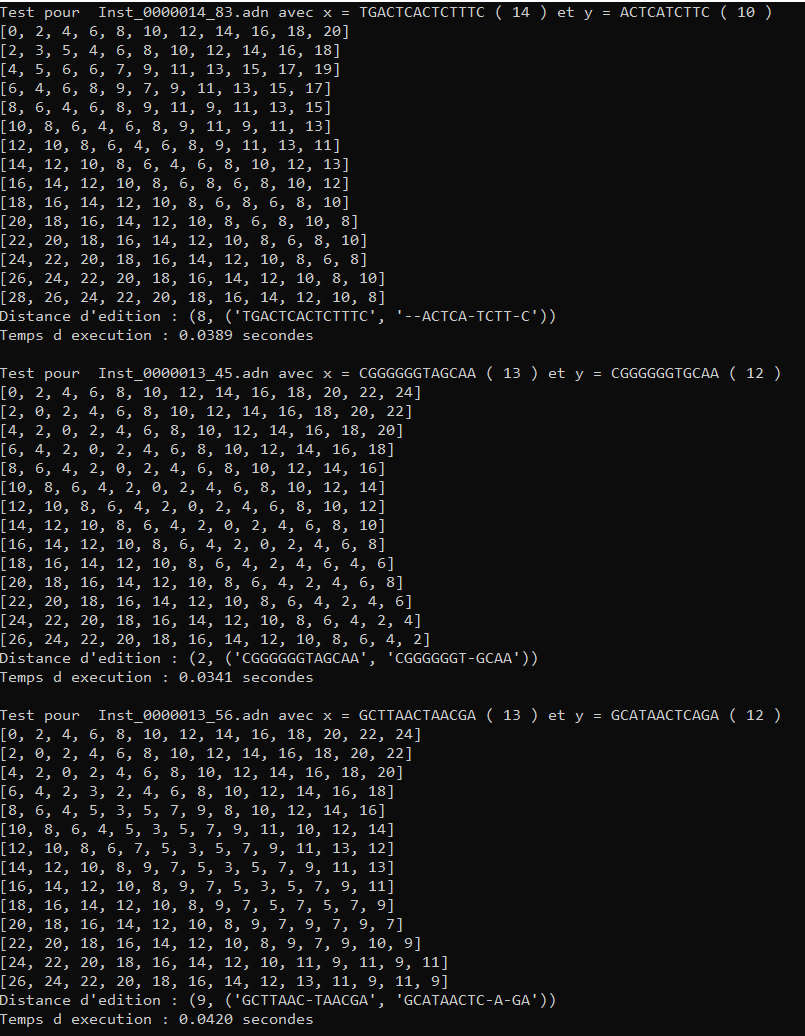 Test pour  Inst_0000014_83.adn avec x = TGACTCACTCTTTC ( 14 ) et y = ACTCATCTTC ( 10 )
[0, 2, 4, 6, 8, 10, 12, 14, 16, 18, 20]
[2, 3, 5, 4, 6, 8, 10, 12, 14, 16, 18]
[4, 5, 6, 6, 7, 9, 11, 13, 15, 17, 19]
[6, 4, 6, 8, 9, 7, 9, 11, 13, 15, 17]
[8, 6, 4, 6, 8, 9, 11, 9, 11, 13, 15]
[10, 8, 6, 4, 6, 8, 9, 11, 9, 11, 13]
[12, 10, 8, 6, 4, 6, 8, 9, 11, 13, 11]
[14, 12, 10, 8, 6, 4, 6, 8, 10, 12, 13]
[16, 14, 12, 10, 8, 6, 8, 6, 8, 10, 12]
[18, 16, 14, 12, 10, 8, 6, 8, 6, 8, 10]
[20, 18, 16, 14, 12, 10, 8, 6, 8, 10, 8]
[22, 20, 18, 16, 14, 12, 10, 8, 6, 8, 10]
[24, 22, 20, 18, 16, 14, 12, 10, 8, 6, 8]
[26, 24, 22, 20, 18, 16, 14, 12, 10, 8, 10]
[28, 26, 24, 22, 20, 18, 16, 14, 12, 10, 8]
Distance d'edition : (8, ('TGACTCACTCTTTC', '--ACTCA-TCTT-C'))
Temps d execution : 0.0389 secondes

Test pour  Inst_0000013_45.adn avec x = CGGGGGGTAGCAA ( 13 ) et y = CGGGGGGTGCAA ( 12 )
[0, 2, 4, 6, 8, 10, 12, 14, 16, 18, 20, 22, 24]
[2, 0, 2, 4, 6, 8, 10, 12, 14, 16, 18, 20, 22]
[4, 2, 0, 2, 4, 6, 8, 10, 12, 14, 16, 18, 20]
[6, 4, 2, 0, 2, 4, 6, 8, 10, 12, 14, 16, 18]
[8, 6, 4, 2, 0, 2, 4, 6, 8, 10, 12, 14, 16]
[10, 8, 6, 4, 2, 0, 2, 4, 6, 8, 10, 12, 14]
[12, 10, 8, 6, 4, 2, 0, 2, 4, 6, 8, 10, 12]
[14, 12, 10, 8, 6, 4, 2, 0, 2, 4, 6, 8, 10]
[16, 14, 12, 10, 8, 6, 4, 2, 0, 2, 4, 6, 8]
[18, 16, 14, 12, 10, 8, 6, 4, 2, 4, 6, 4, 6]
[20, 18, 16, 14, 12, 10, 8, 6, 4, 2, 4, 6, 8]
[22, 20, 18, 16, 14, 12, 10, 8, 6, 4, 2, 4, 6]
[24, 22, 20, 18, 16, 14, 12, 10, 8, 6, 4, 2, 4]
[26, 24, 22, 20, 18, 16, 14, 12, 10, 8, 6, 4, 2]
Distance d'edition : (2, ('CGGGGGGTAGCAA', 'CGGGGGGT-GCAA'))
Temps d execution : 0.0341 secondes

Test pour  Inst_0000013_56.adn avec x = GCTTAACTAACGA ( 13 ) et y = GCATAACTCAGA ( 12 )
[0, 2, 4, 6, 8, 10, 12, 14, 16, 18, 20, 22, 24]
[2, 0, 2, 4, 6, 8, 10, 12, 14, 16, 18, 20, 22]
[4, 2, 0, 2, 4, 6, 8, 10, 12, 14, 16, 18, 20]
[6, 4, 2, 3, 2, 4, 6, 8, 10, 12, 14, 16, 18]
[8, 6, 4, 5, 3, 5, 7, 9, 8, 10, 12, 14, 16]
[10, 8, 6, 4, 5, 3, 5, 7, 9, 11, 10, 12, 14]
[12, 10, 8, 6, 7, 5, 3, 5, 7, 9, 11, 13, 12]
[14, 12, 10, 8, 9, 7, 5, 3, 5, 7, 9, 11, 13]
[16, 14, 12, 10, 8, 9, 7, 5, 3, 5, 7, 9, 11]
[18, 16, 14, 12, 10, 8, 9, 7, 5, 7, 5, 7, 9]
[20, 18, 16, 14, 12, 10, 8, 9, 7, 9, 7, 9, 7]
[22, 20, 18, 16, 14, 12, 10, 8, 9, 7, 9, 10, 9]
[24, 22, 20, 18, 16, 14, 12, 10, 11, 9, 11, 9, 11]
[26, 24, 22, 20, 18, 16, 14, 12, 13, 11, 9, 11, 9]
Distance d'edition : (9, ('GCTTAAC-TAACGA', 'GCATAACTC-A-GA'))
Temps d execution : 0.0420 secondes